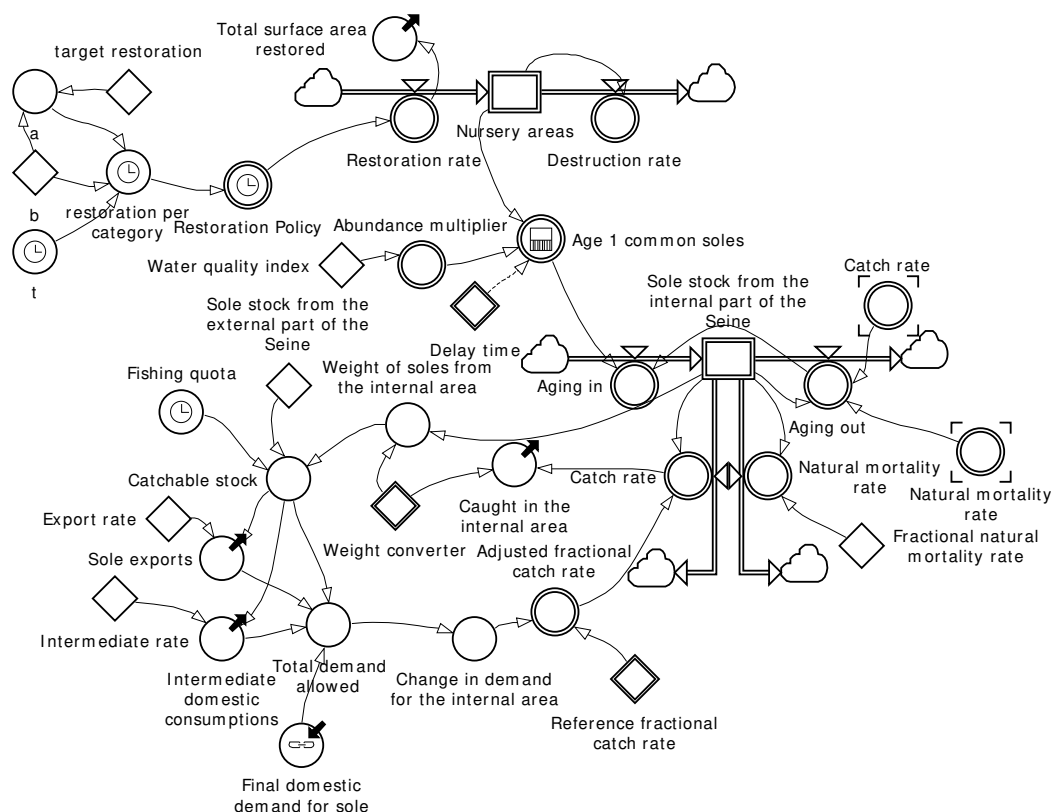 Total surface area
restored
target restoration
a
Nursery areas
Restoration rate
Destruction rate
b
restoration per
category
Restoration Policy
t
Abundance multiplier
Age 1 common soles
Water quality index
Sole stock from the
external part of the
Seine
Delay time
Sole stock from the
internal part of the
Seine
Catch rate
Fishing quota
Weight of soles from
the internal area
Aging in
Aging out
Catchable stock
Caught in the
internal area
Catch rate
Natural mortality
rate
Natural mortality
rate
Export rate
Sole exports
Weight converter
Adjusted fractional
catch rate
Fractional natural
mortality rate
Intermediate rate
Intermediate
domestic
consumptions
Total demand
allowed
Change in demand
for the internal area
Reference fractional
catch rate
Final domestic
demand for sole